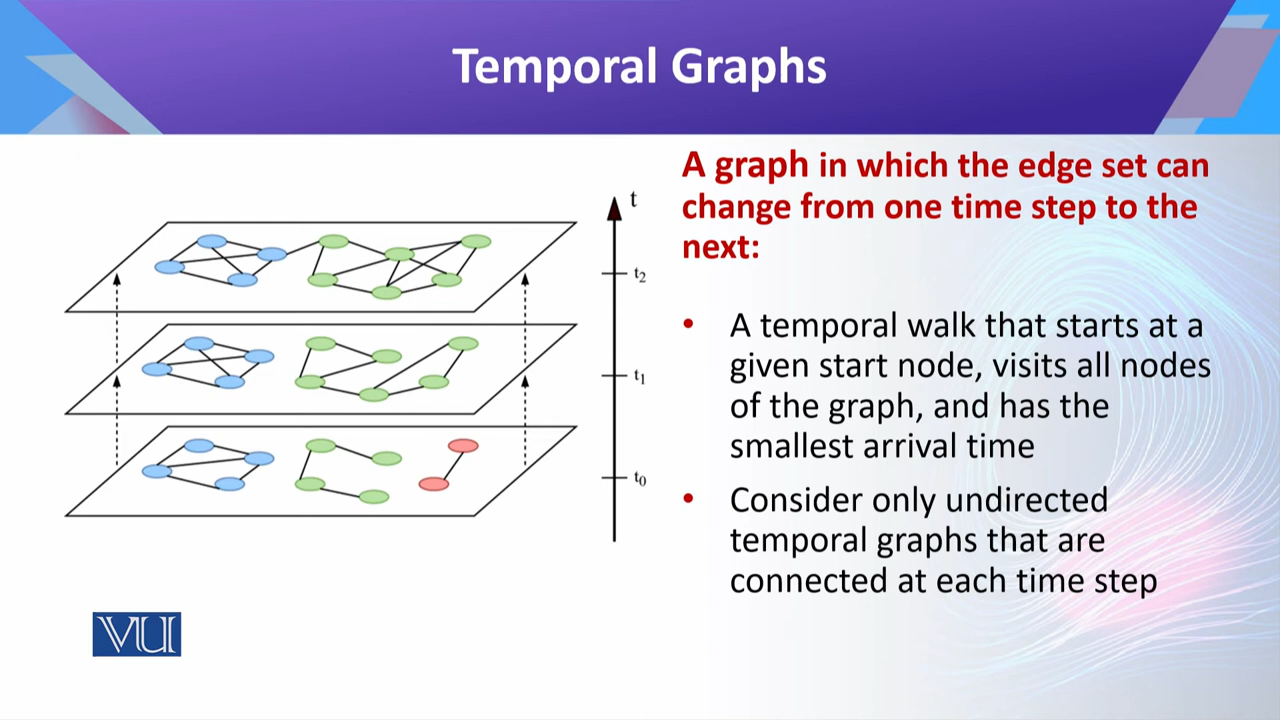 Temporal Graphs
A graph in which the edge set can
change from one time step to the
next:
• A temporal walk that starts at a
given start node, visits all nodes
of the graph, and has the
smallest arrival time
• Consider only undirected
temporal graphs that are
connected at each time step
t
t₂
t₁
t₀
VU